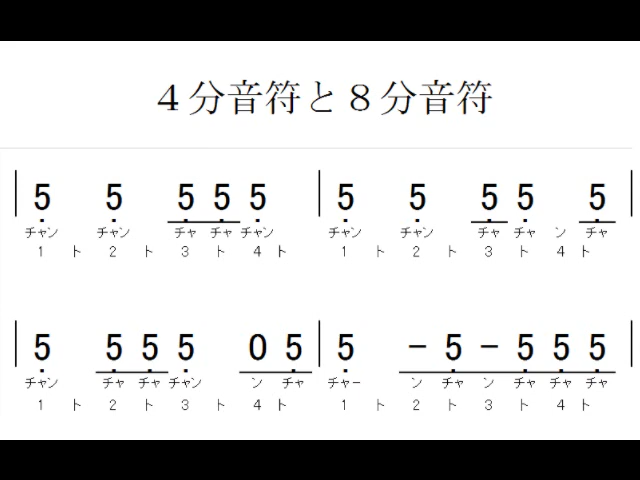 4分音符と8分音符
5 5 5 5 5 5 5 5 5 5
チャン チャン チャ チャ チャン チャン チャン チャ チャ ン チャ
1 ト 2 ト 3 ト 4 ト 1 ト 2 ト 3 ト 4 ト
5 5 5 5 0 5 5 - 5 - 5 5 5
チャン チャ チャ チャン ン チャ チャー ン チャ ン チャ チャ チャ
1 ト 2 ト 3 ト 4 ト 1 ト 2 ト 3 ト 4 ト